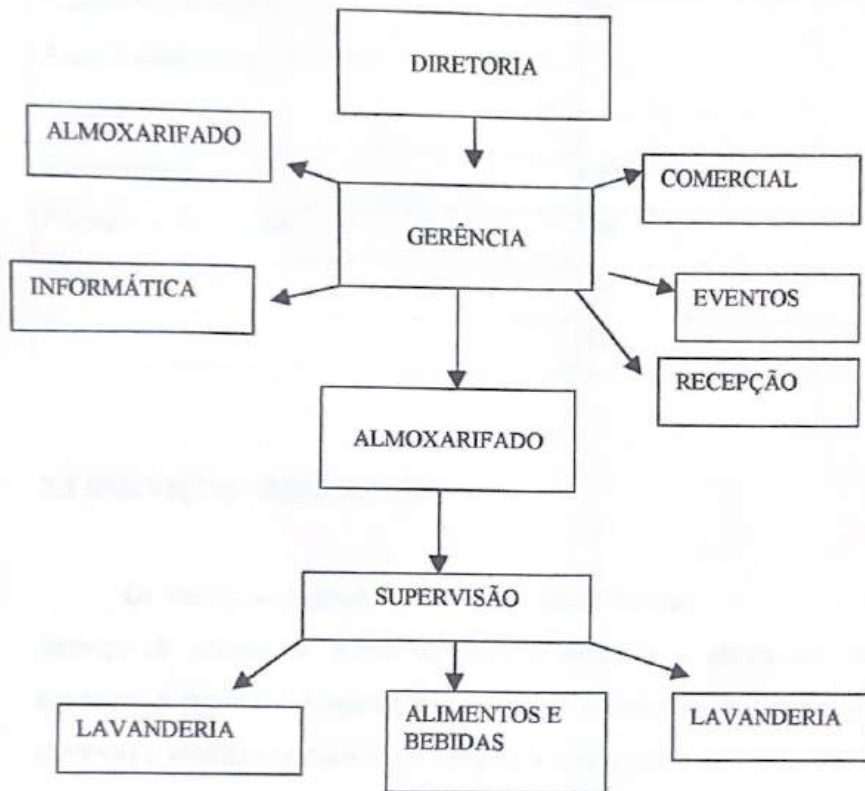 DIRETORIA
ALMOXARIFADO
COMERCIAL
GERÊNCIA
INFORMÁTICA
EVENTOS
RECEPÇÃO
ALMOXARIFADO
SUPERVISÃO
LAVANDERIA
ALIMENTOS E
BEBIDAS
LAVANDERIA